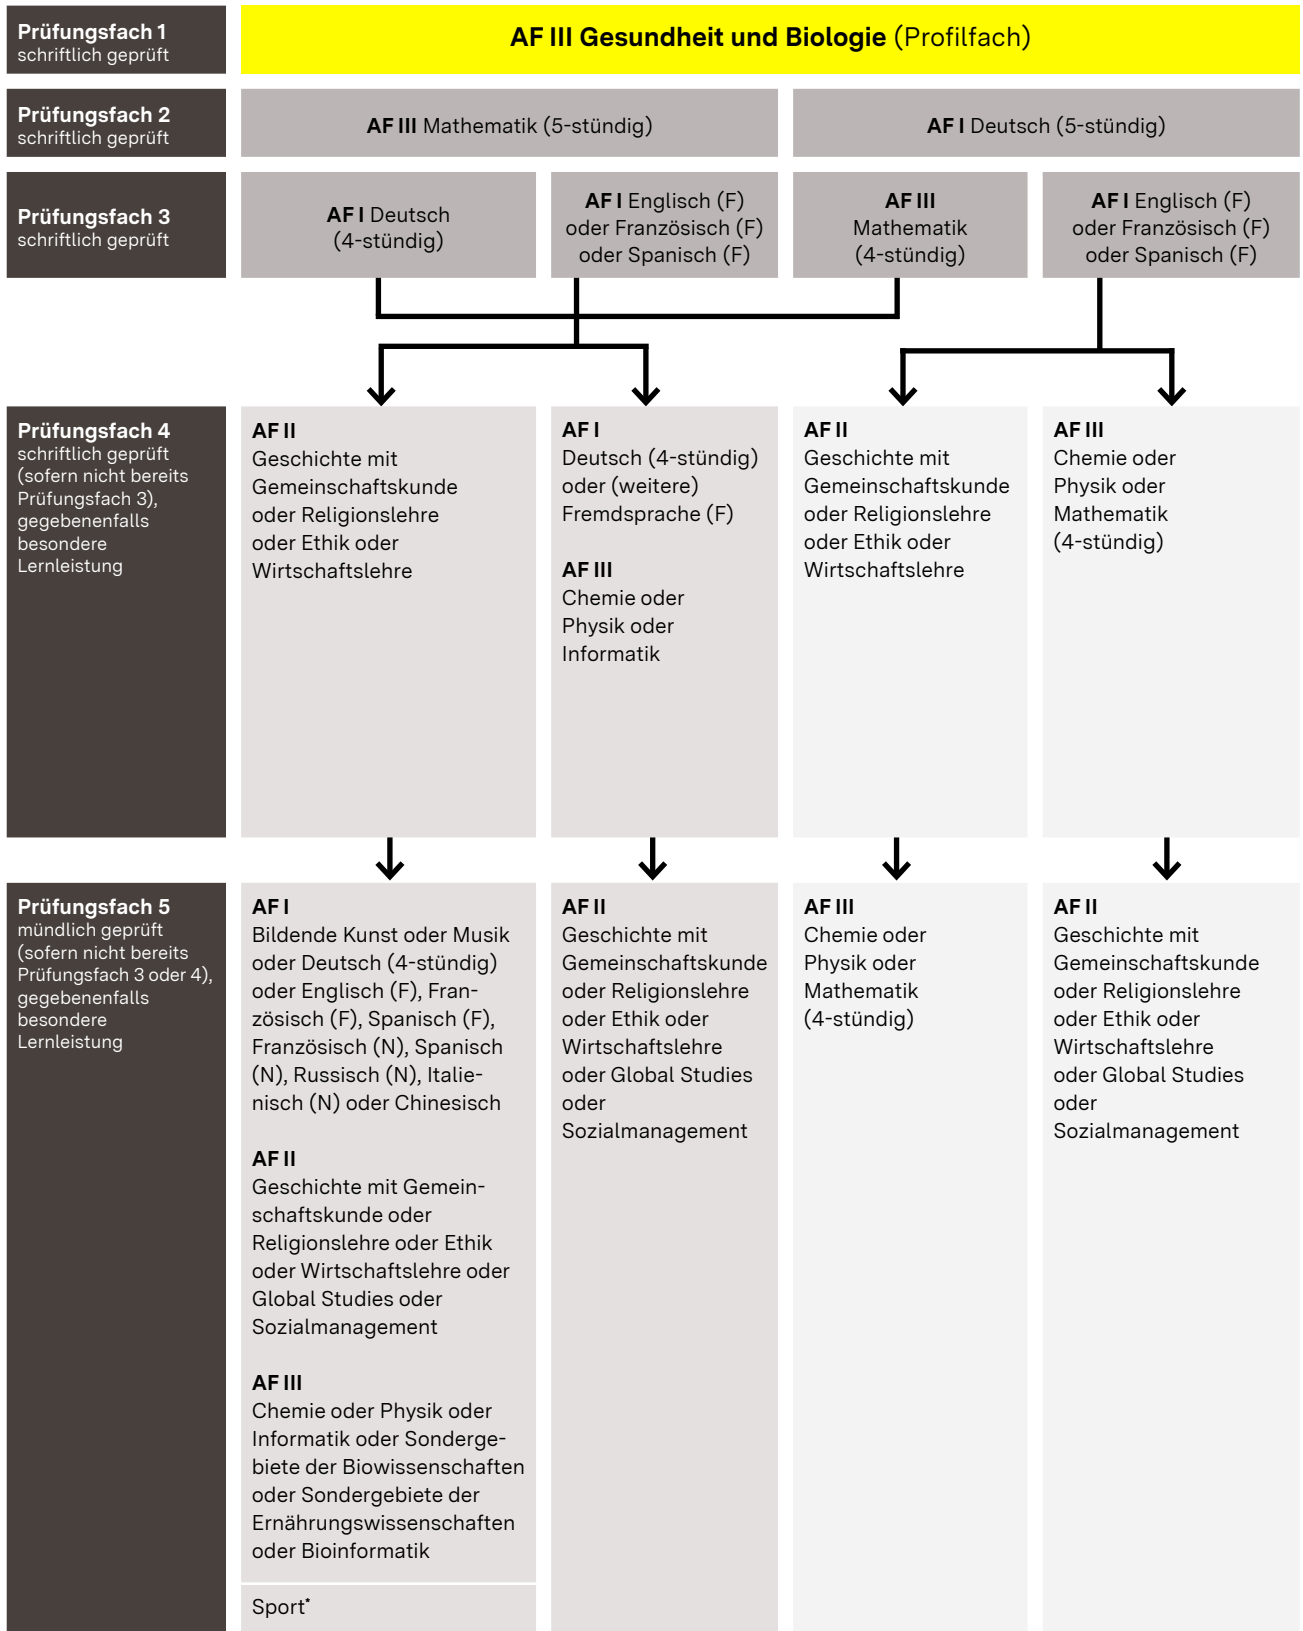 Prüfungsfach 1
schriftlich geprüft
AF III Gesundheit und Biologie (Profilfach)
Prüfungsfach 2
schriftlich geprüft
AF III Mathematik (5-stündig)
AF I Deutsch (5-stündig)
Prüfungsfach 3
schriftlich geprüft
AF I Deutsch
(4-stündig)
AF I Englisch (F)
oder Französisch (F)
oder Spanisch (F)
AF III
Mathematik
(4-stündig)
AF I Englisch (F)
oder Französisch (F)
oder Spanisch (F)
Prüfungsfach 4
schriftlich geprüft
(sofern nicht bereits
Prüfungsfach 3),
gegebenenfalls
besondere
Lernleistung
AF II
Geschichte mit
Gemeinschaftskunde
oder Religionslehre
oder Ethik oder
Wirtschaftslehre
AF I
Deutsch (4-stündig)
oder (weitere)
Fremdsprache (F)
AF III
Chemie oder
Physik oder
Informatik
AF II
Geschichte mit
Gemeinschaftskunde
oder Religionslehre
oder Ethik oder
Wirtschaftslehre
AF III
Chemie oder
Physik oder
Mathematik
(4-stündig)
Prüfungsfach 5
mündlich geprüft
(sofern nicht bereits
Prüfungsfach 3 oder 4),
gegebenenfalls
besondere
Lernleistung
AF I
Bildende Kunst oder Musik
oder Deutsch (4-stündig)
oder Englisch (F), Fran-
zösisch (F), Spanisch (F),
Französisch (N), Spanisch
(N), Russisch (N), Italie-
nisch (N) oder Chinesisch
AF II
Geschichte mit Gemein-
schaftskunde oder
Religionslehre oder Ethik
oder Wirtschaftslehre oder
Global Studies oder
Sozialmanagement
AF III
Chemie oder Physik oder
Informatik oder Sonderge-
biete der Biowissenschaften
oder Sondergebiete der
Ernährungswissenschaften
oder Bioinformatik
Sport*
AF II
Geschichte mit
Gemeinschaftskunde
oder Religionslehre
oder Ethik oder
Wirtschaftslehre
oder Global Studies
oder
Sozialmanagement
AF III
Chemie oder
Physik oder
Mathematik
(4-stündig)
AF II
Geschichte mit
Gemeinschaftskunde
oder Religionslehre
oder Ethik oder
Wirtschaftslehre
oder Global Studies
oder
Sozialmanagement